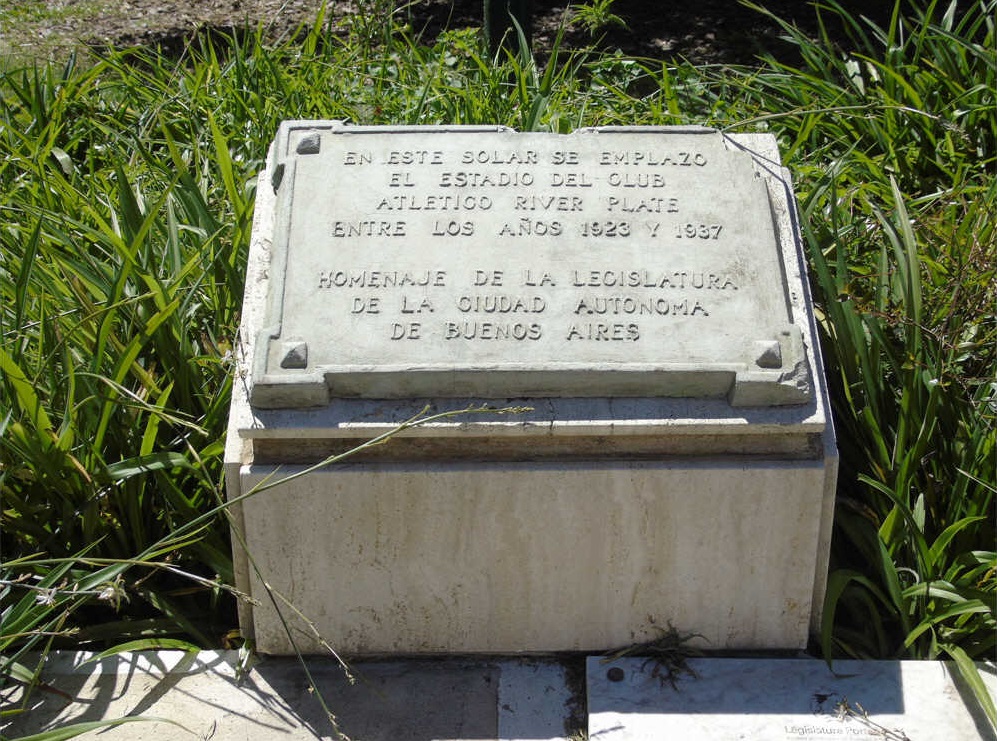 EN ESTE SOLAR SE EMPLAZO
EL ESTADIO DEL CLUB
ATLETICO RIVER PLATE
ENTRE LOS AÑOS 1923 Y 1937
HOMENAJE DE LA LEGISLATURA
DE LA CIUDAD AUTONOMA
DE BUENOS AIRES
Legislatura